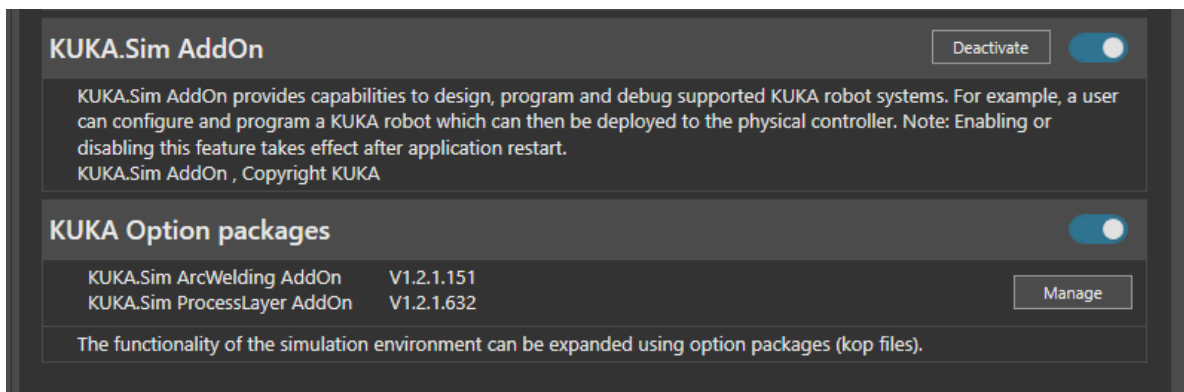 KUKA.Sim AddOn
Deactivate
KUKA.Sim AddOn provides capabilities to design, program and debug supported KUKA robot systems. For example, a user
can configure and program a KUKA robot which can then be deployed to the physical controller. Note: Enabling or
disabling this feature takes effect after application restart.
KUKA.Sim AddOn , Copyright KUKA
KUKA Option packages
KUKA.Sim ArcWelding AddOn V1.2.1.151
KUKA.Sim ProcessLayer AddOn V1.2.1.632
Manage
The functionality of the simulation environment can be expanded using option packages (kop files).